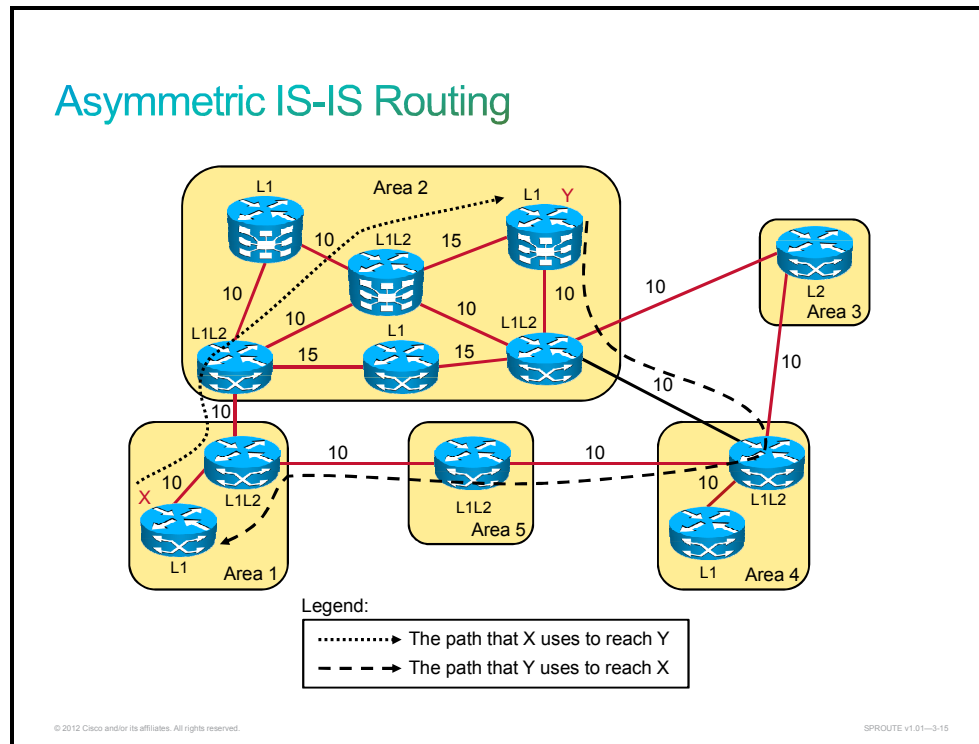 Asymmetric IS-IS Routing
L1
Area 2
L1
Y
10
L1L2
15
10
10
10
10
10
L1L2
L1
L1L2
15
15
L2
Area 3
10
10
10
10
10
X
10
L1L2
L1
Area 1
L1L2
Area 5
10
L1L2
L1
Area 4
Legend:
The path that X uses to reach Y
The path that Y uses to reach X
© 2012 Cisco and/or its affiliates. All rights reserved.
SPROUTE v1.01—3-15